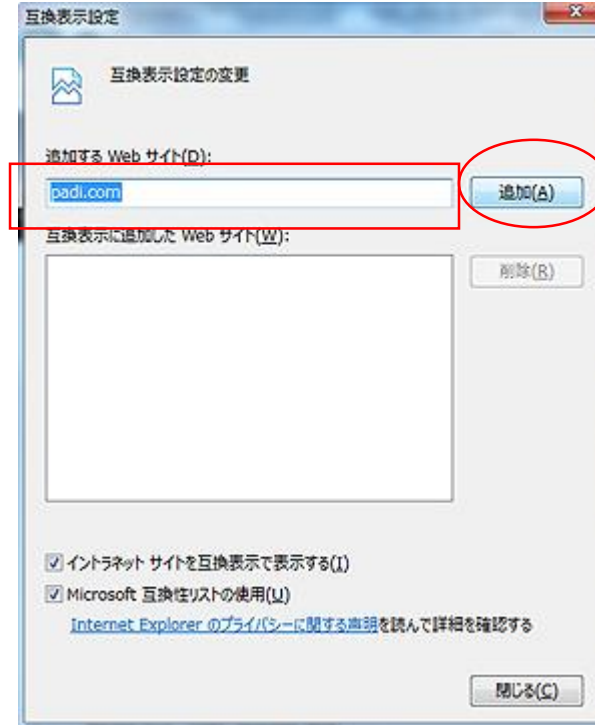 互換表示設定
互換表示設定の変更
追加する Web サイト(D):
padi.com
追加(A)
互換表示に追加した Web サイト(W):
削除(R)
イントラネット サイトを互換表示で表示する(I)
Microsoft 互換性リストの使用(U)
Internet Explorer のプライバシーに関する声明を読んで詳細を確認する
閉じる(C)